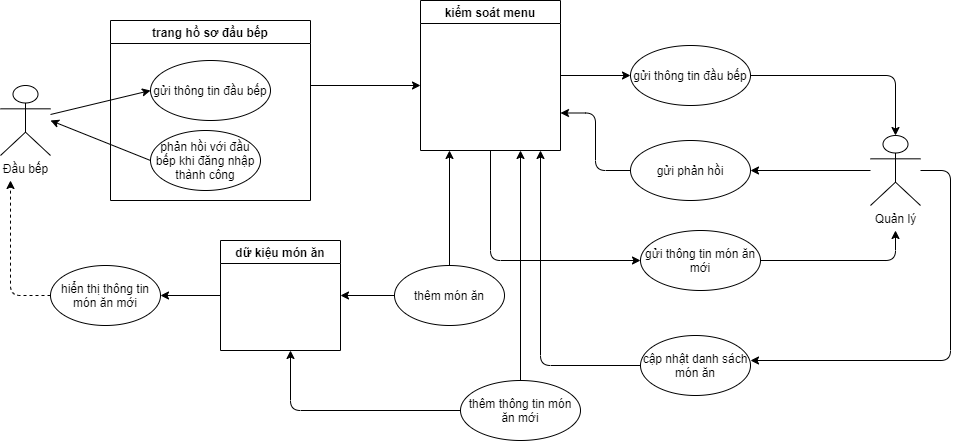 trang hồ sơ đầu bếp
gửi thông tin đầu bếp
phản hồi với đầu
bếp khi đăng nhập
thành công
Đầu bếp
kiểm soát menu
gửi thông tin đầu bếp
gửi phản hồi
Quản lý
gửi thông tin món ăn
mới
cập nhật danh sách
món ăn
dữ kiệu món ăn
hiển thị thông tin
món ăn mới
thêm món ăn
thêm thông tin món
ăn mới